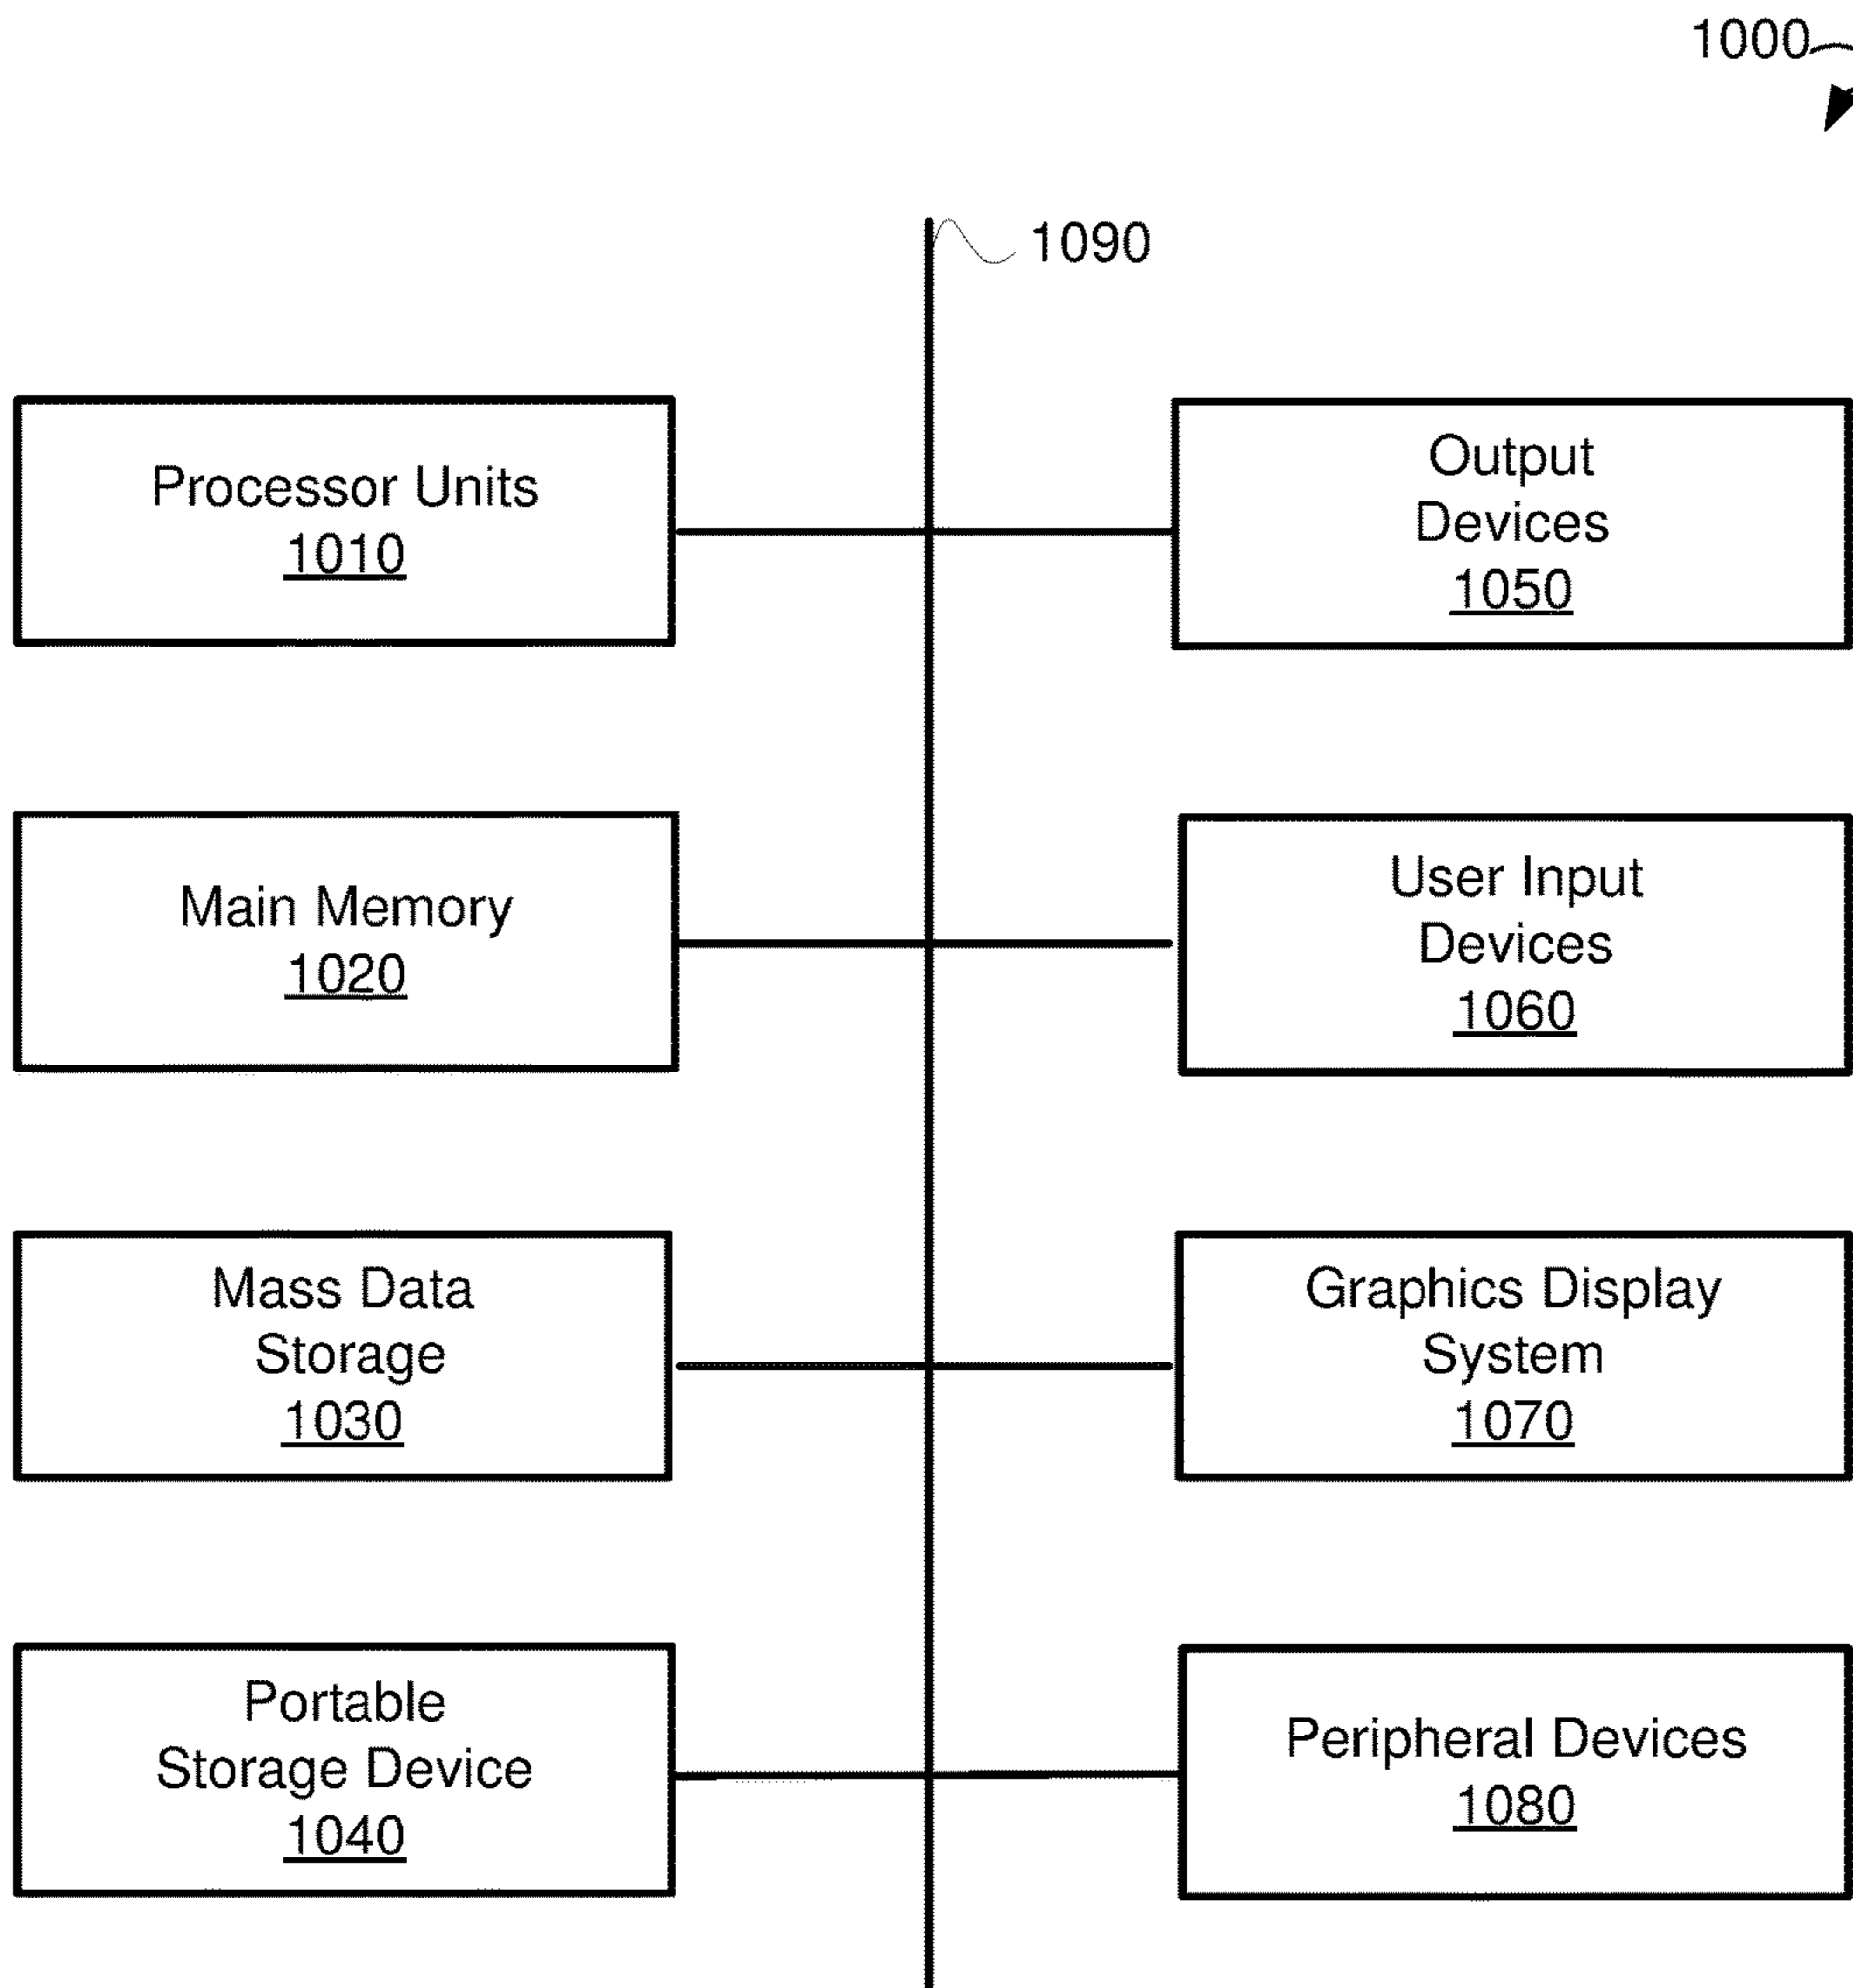 1000
1090
Processor Units
1010
Output
Devices
1050
Main Memory
1020
User Input
Devices
1060
Mass Data
Storage
1030
Graphics Display
System
1070
Portable
Storage Device
1040
Peripheral Devices
1080